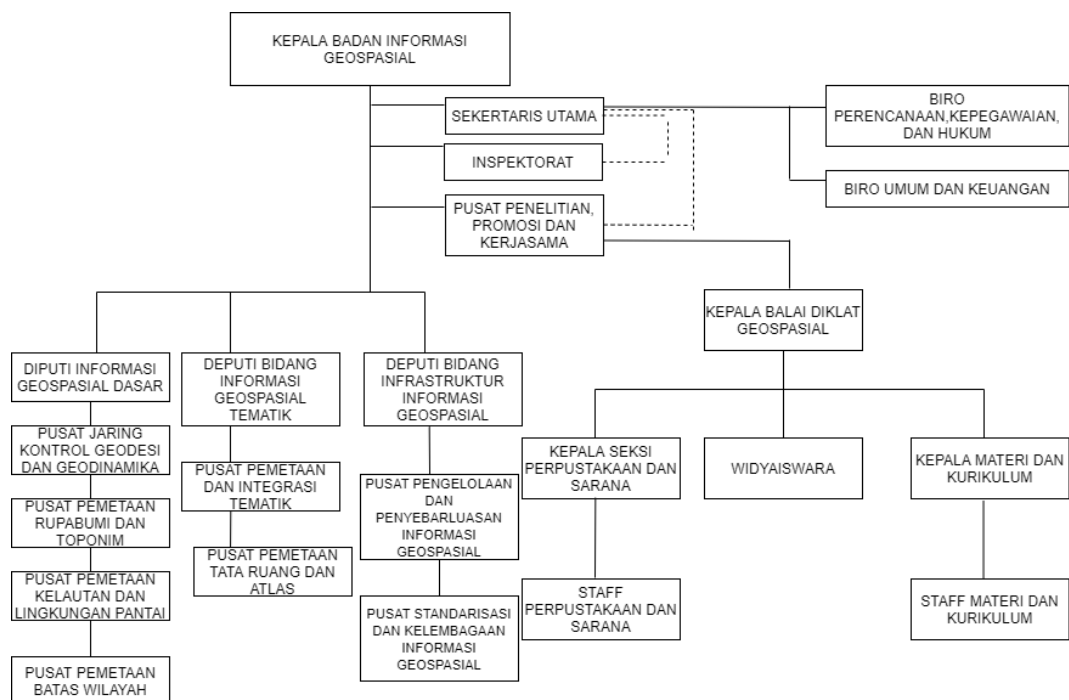 KEPALA BADAN INFORMASI
GEOSPASIAL
SEKERTARIS UTAMA
BIRO
PERENCANAAN,KEPEGAWAIAN,
DAN HUKUM
INSPEKTORAT
BIRO UMUM DAN KEUANGAN
PUSAT PENELITIAN,
PROMOSI DAN
KERJASAMA
KEPALA BALAI DIKLAT
GEOSPASIAL
DIPUTI INFORMASI
GEOSPASIAL DASAR
DEPUTI BIDANG
INFORMASI
GEOSPASIAL
TEMATIK
DEPUTI BIDANG
INFRASTRUKTUR
INFORMASI
GEOSPASIAL
PUSAT JARING
KONTROL GEODESI
DAN GEODINAMIKA
PUSAT PEMETAAN
DAN INTEGRASI
TEMATIK
PUSAT PENGELOLAAN
DAN
PENYEBARLUASAN
INFORMASI
GEOSPASIAL
KEPALA SEKSI
PERPUSTAKAAN DAN
SARANA
WIDYAISWARA
KEPALA MATERI DAN
KURIKULUM
PUSAT PEMETAAN
RUPABUMI DAN
TOPONIM
PUSAT PEMETAAN
TATA RUANG DAN
ATLAS
PUSAT PEMETAAN
KELAUTAN DAN
LINGKUNGAN PANTAI
PUSAT STANDARISASI
DAN KELEMBAGAAN
INFORMASI
GEOSPASIAL
STAFF
PERPUSTAKAAN DAN
SARANA
STAFF MATERI DAN
KURIKULUM
PUSAT PEMETAAN
BATAS WILAYAH